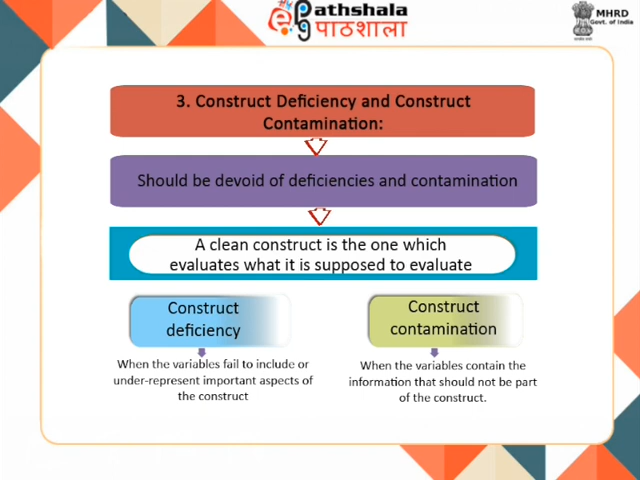 My
e Pathshala
पाठशाला
MHRD
Govt. of India
3. Construct Deficiency and Construct
Contamination:
Should be devoid of deficiencies and contamination
A clean construct is the one which
evaluates what it is supposed to evaluate
Construct
deficiency
Construct
contamination
When the variables fail to include or
under-represent important aspects of
the construct
When the variables contain the
information that should not be part
of the construct.